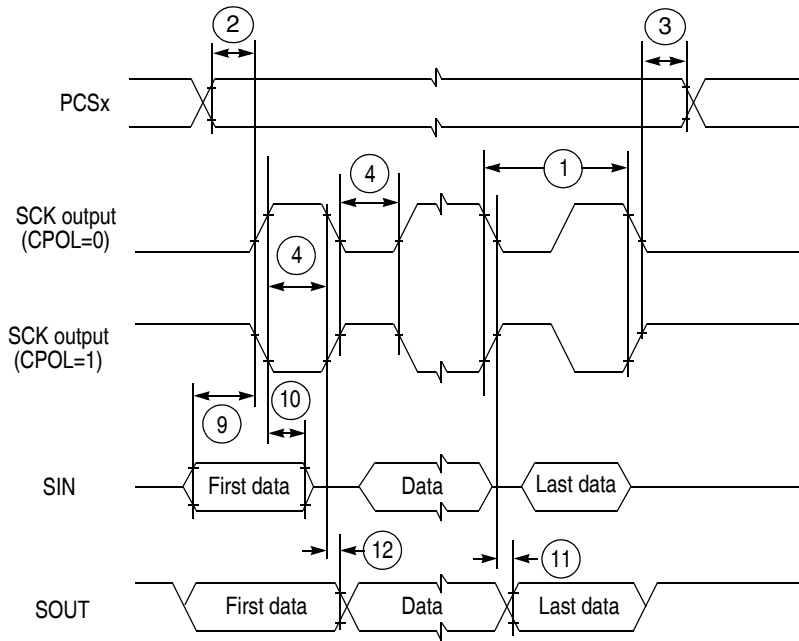 2
3
PCSx
4
1
SCK output
(CPOL=0)
4
SCK output
(CPOL=1)
9
10
SIN
First data
Data
Last data
12
11
SOUT
First data
Data
Last data